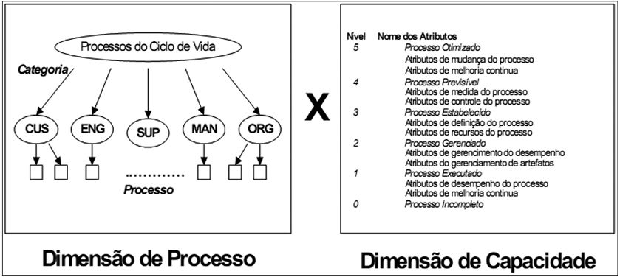 Processos do Ciclo de Vida
Categoria
CUS
ENG
SUP
MAN
ORG
Processo
Dimensão de Processo
X
Nível Nome dos Atributos
5 Processo Otimizado
Atributos de mudança do processo
Atributos de melhoria continua
4 Processo Previsível
Atributos de medida do processo
Atributos de controle do processo
3 Processo Estabelecido
Atributos de definição do processo
Atributos de recursos do processo
2 Processo Gerenciado
Atributos de gerencimento do desempenho
Atributos do gerenciamento de artefatos
1 Processo Executado
Atributos de desempenho do processo
Atributos de melhoria continua
0 Processo Incompleto
Dimensão de Capacidade